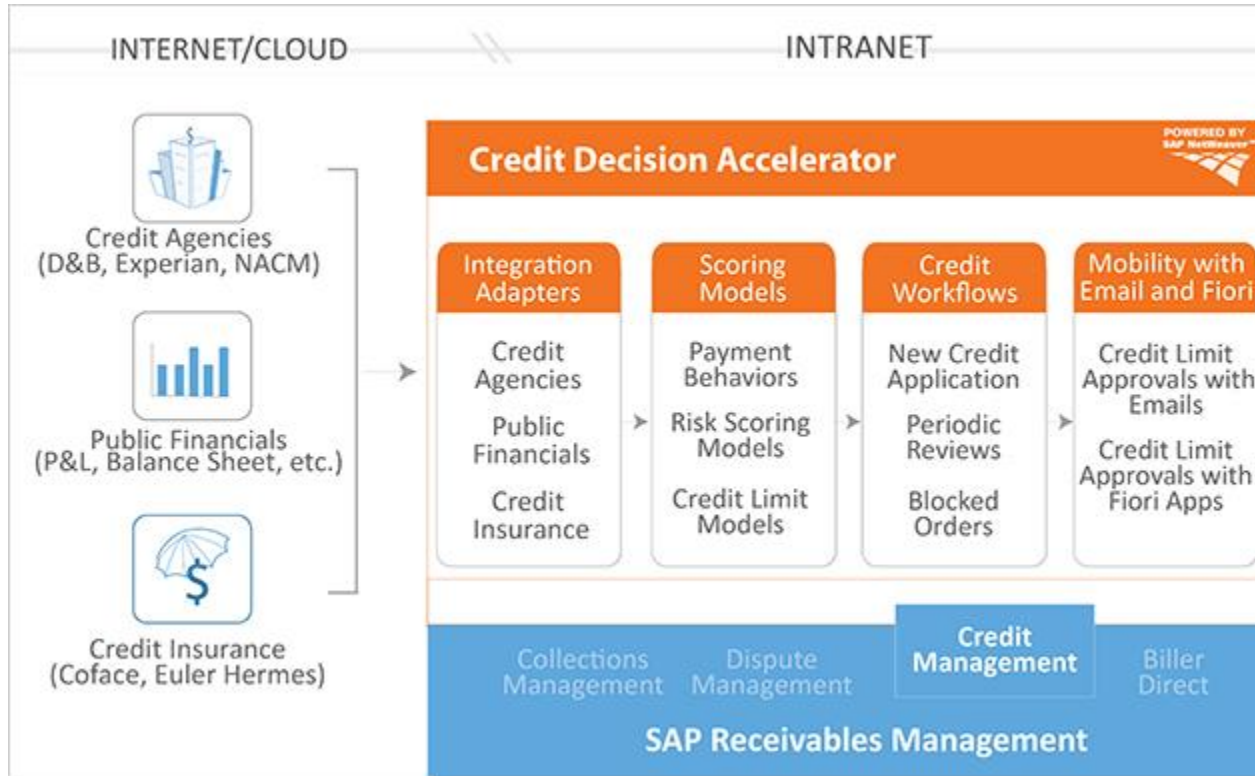 INTERNET/CLOUD
INTRANET
$
Credit Agencies
(D&B, Experian, NACM)
Public Financials
(P&L, Balance Sheet, etc.)
$
Credit Insurance
(Coface, Euler Hermes)
Credit Decision Accelerator
POWERED BY
SAP NetWeaver™
Integration
Adapters
Credit
Agencies
Public
Financials
Credit
Insurance
Scoring
Models
Payment
Behaviors
Risk Scoring
Models
Credit Limit
Models
Credit
Workflows
New Credit
Application
Periodic
Reviews
Blocked
Orders
Mobility with
Email and Fiori
Credit Limit
Approvals with
Emails
Credit Limit
Approvals with
Fiori Apps
Collections
Management
Dispute
Management
Credit
Management
Biller
Direct
SAP Receivables Management